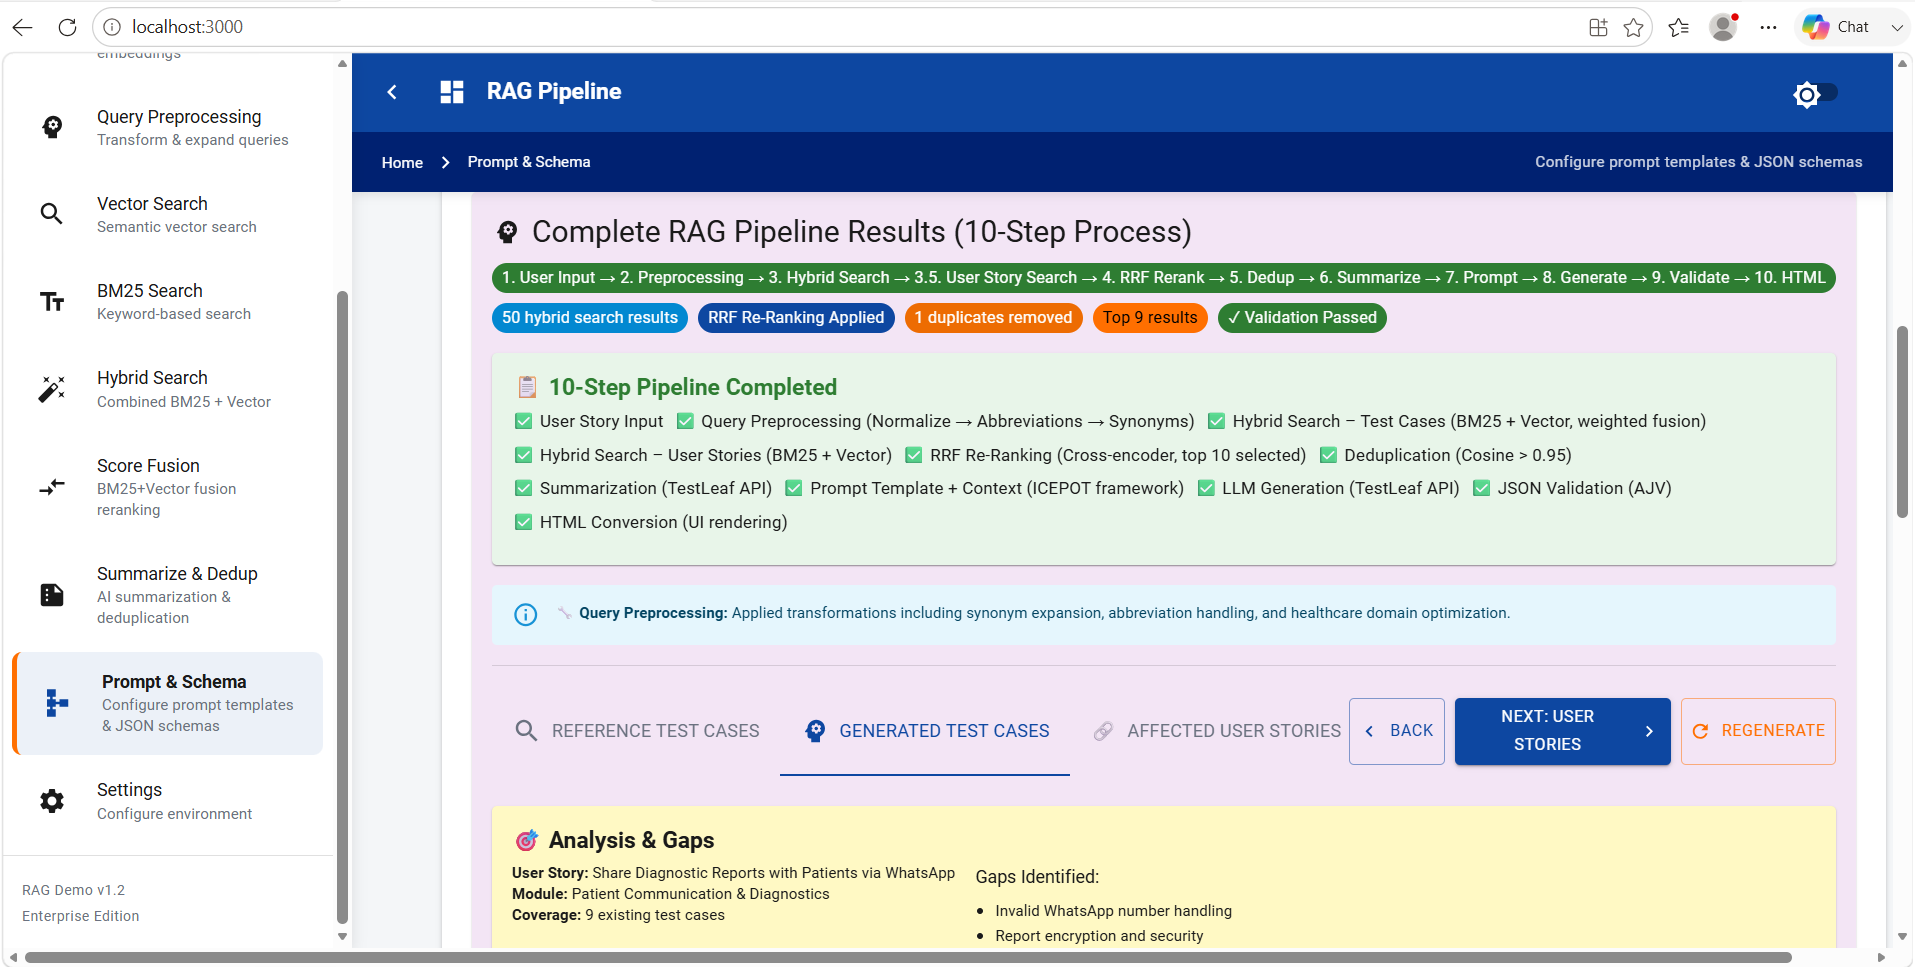 localhost:3000
Chat
embeddings
Query Preprocessing
Transform & expand queries
Vector Search
Semantic vector search
BM25 Search
Keyword-based search
Hybrid Search
Combined BM25 + Vector
Score Fusion
BM25+Vector fusion
reranking
Summarize & Dedup
AI summarization &
deduplication
Prompt & Schema
Configure prompt templates
& JSON schemas
Settings
Configure environment
RAG Demo v1.2
Enterprise Edition
RAG Pipeline
Home > Prompt & Schema
Configure prompt templates & JSON schemas
Complete RAG Pipeline Results (10-Step Process)
1. User Input → 2. Preprocessing → 3. Hybrid Search → 3.5. User Story Search → 4. RRF Rerank → 5. Dedup → 6. Summarize → 7. Prompt → 8. Generate → 9. Validate → 10. HTML
50 hybrid search results RRF Re-Ranking Applied 1 duplicates removed Top 9 results ✓ Validation Passed
10-Step Pipeline Completed
✅ User Story Input ✅ Query Preprocessing (Normalize → Abbreviations → Synonyms) ✅ Hybrid Search – Test Cases (BM25 + Vector, weighted fusion)
✅ Hybrid Search – User Stories (BM25 + Vector) ✅ RRF Re-Ranking (Cross-encoder, top 10 selected) ✅ Deduplication (Cosine > 0.95)
✅ Summarization (TestLeaf API) ✅ Prompt Template + Context (ICEPOT framework) ✅ LLM Generation (TestLeaf API) ✅ JSON Validation (AJV)
✅ HTML Conversion (UI rendering)
Query Preprocessing: Applied transformations including synonym expansion, abbreviation handling, and healthcare domain optimization.
REFERENCE TEST CASES
GENERATED TEST CASES
AFFECTED USER STORIES
BACK
NEXT: USER
STORIES
REGENERATE
Analysis & Gaps
User Story: Share Diagnostic Reports with Patients via WhatsApp
Module: Patient Communication & Diagnostics
Coverage: 9 existing test cases
Gaps Identified:
• Invalid WhatsApp number handling
• Report encryption and security